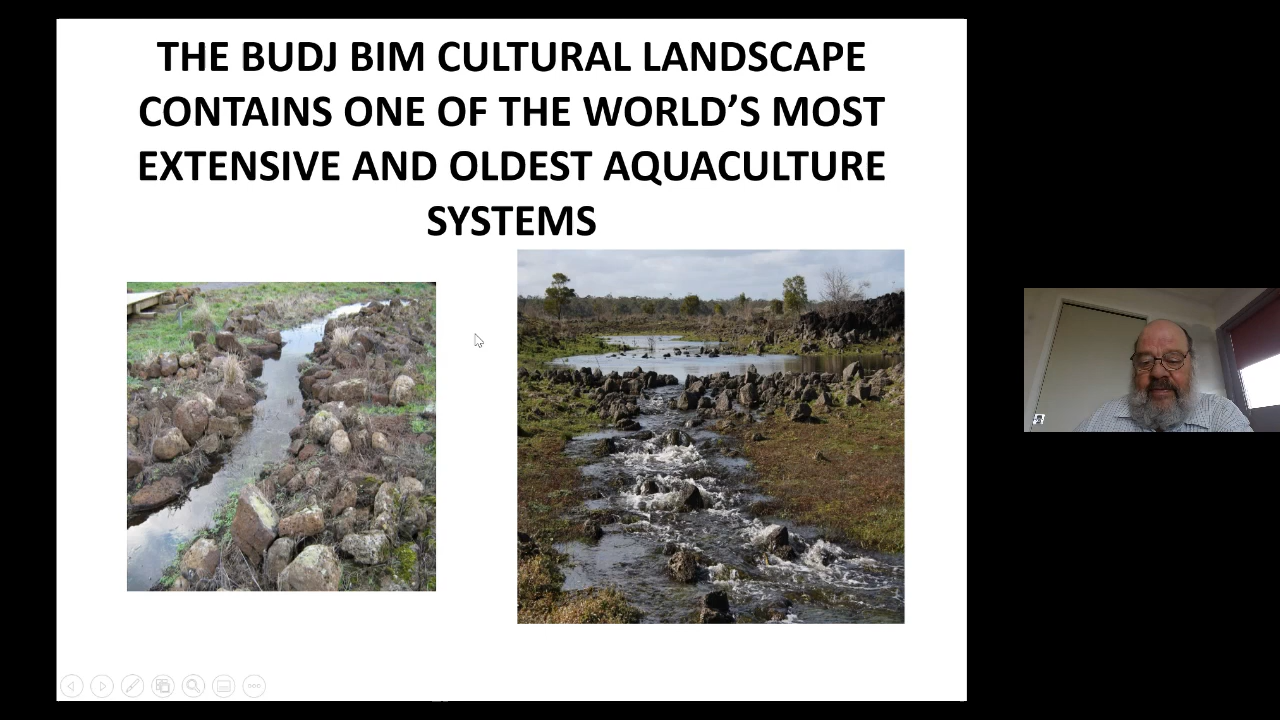 THE BUDJ BIM CULTURAL LANDSCAPE
CONTAINS ONE OF THE WORLD’S MOST
EXTENSIVE AND OLDEST AQUACULTURE
SYSTEMS